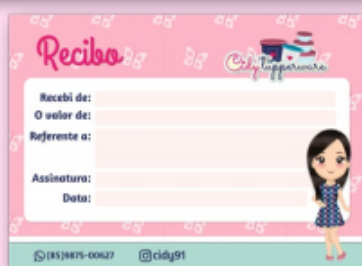 Recibo
Cidy Tupperware
Recebi de:
O valor de:
Referente a:
Assinatura:
Data:
(85)9875-00627
cidy91